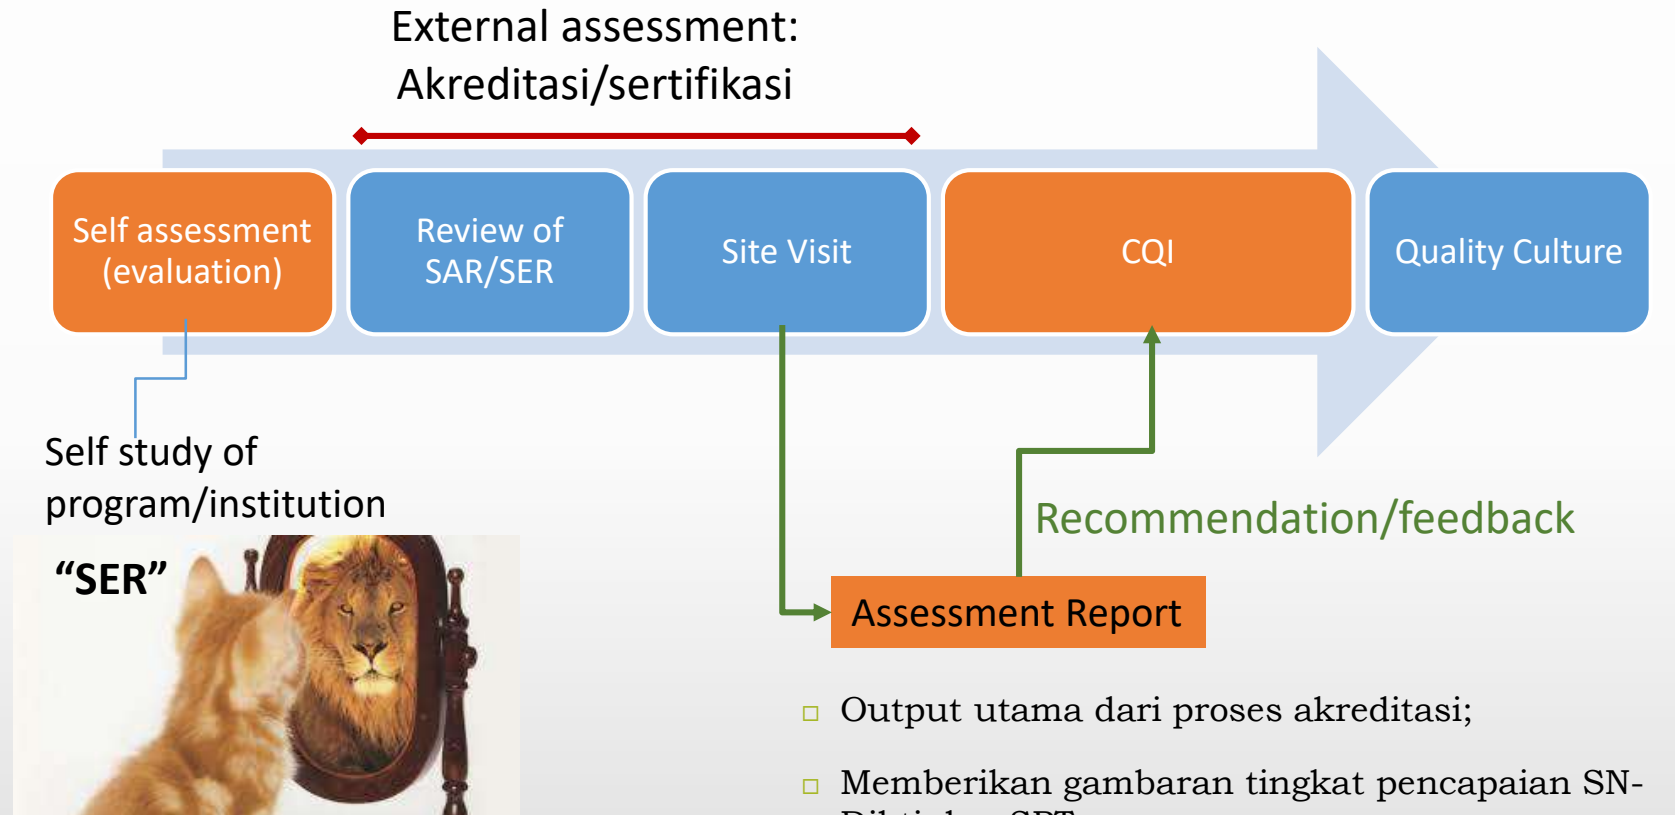 External assessment:
Akreditasi/sertifikasi
Self assessment
(evaluation)
Review of
SAR/SER
Site Visit
CQI
Quality Culture
Self study of
program/institution
“SER”
Recommendation/feedback
Assessment Report
Output utama dari proses akreditasi;
Memberikan gambaran tingkat pencapaian SN-